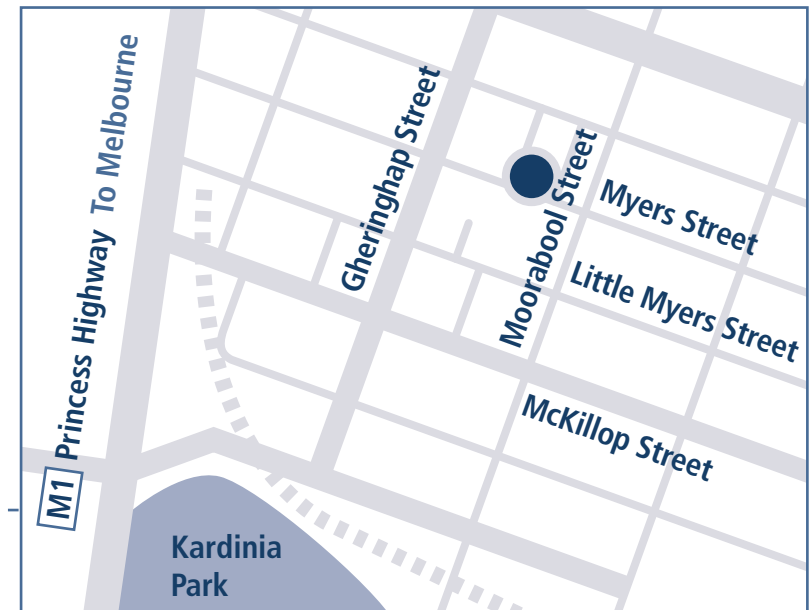 M1 Princess Highway To Melbourne
Gheringhap Street
Moorabool Street
Myers Street
Little Myers Street
McKillop Street
Kardinia
Park